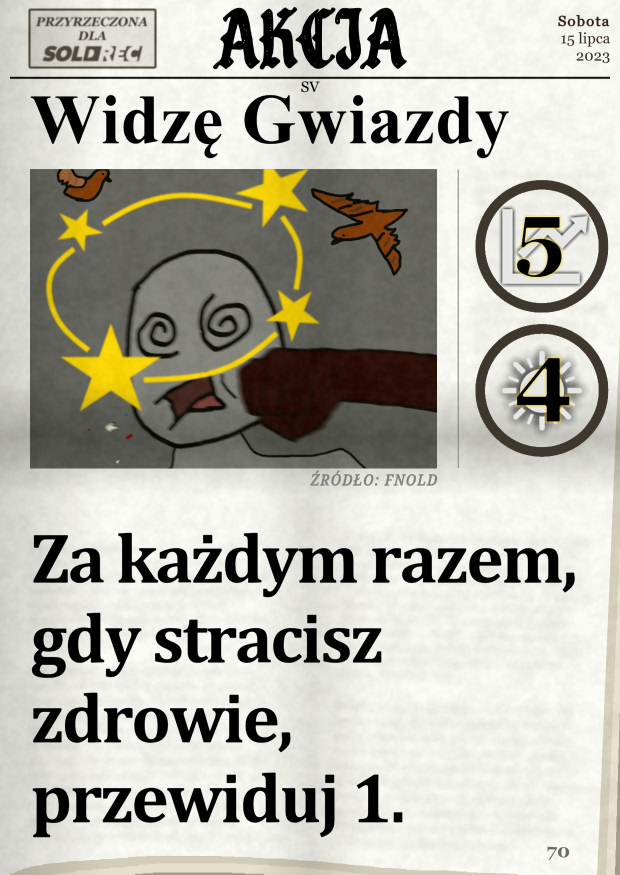 PRZYRZECZONA
DLA
SOLDREC
AKCJA
Sobota
15 lipca
2023
SV
Widzę Gwiazdy
5
4
ŹRÓDŁO: FNOLD
Za każdym razem,
gdy stracisz
zdrowie,
przewiduj 1.
70